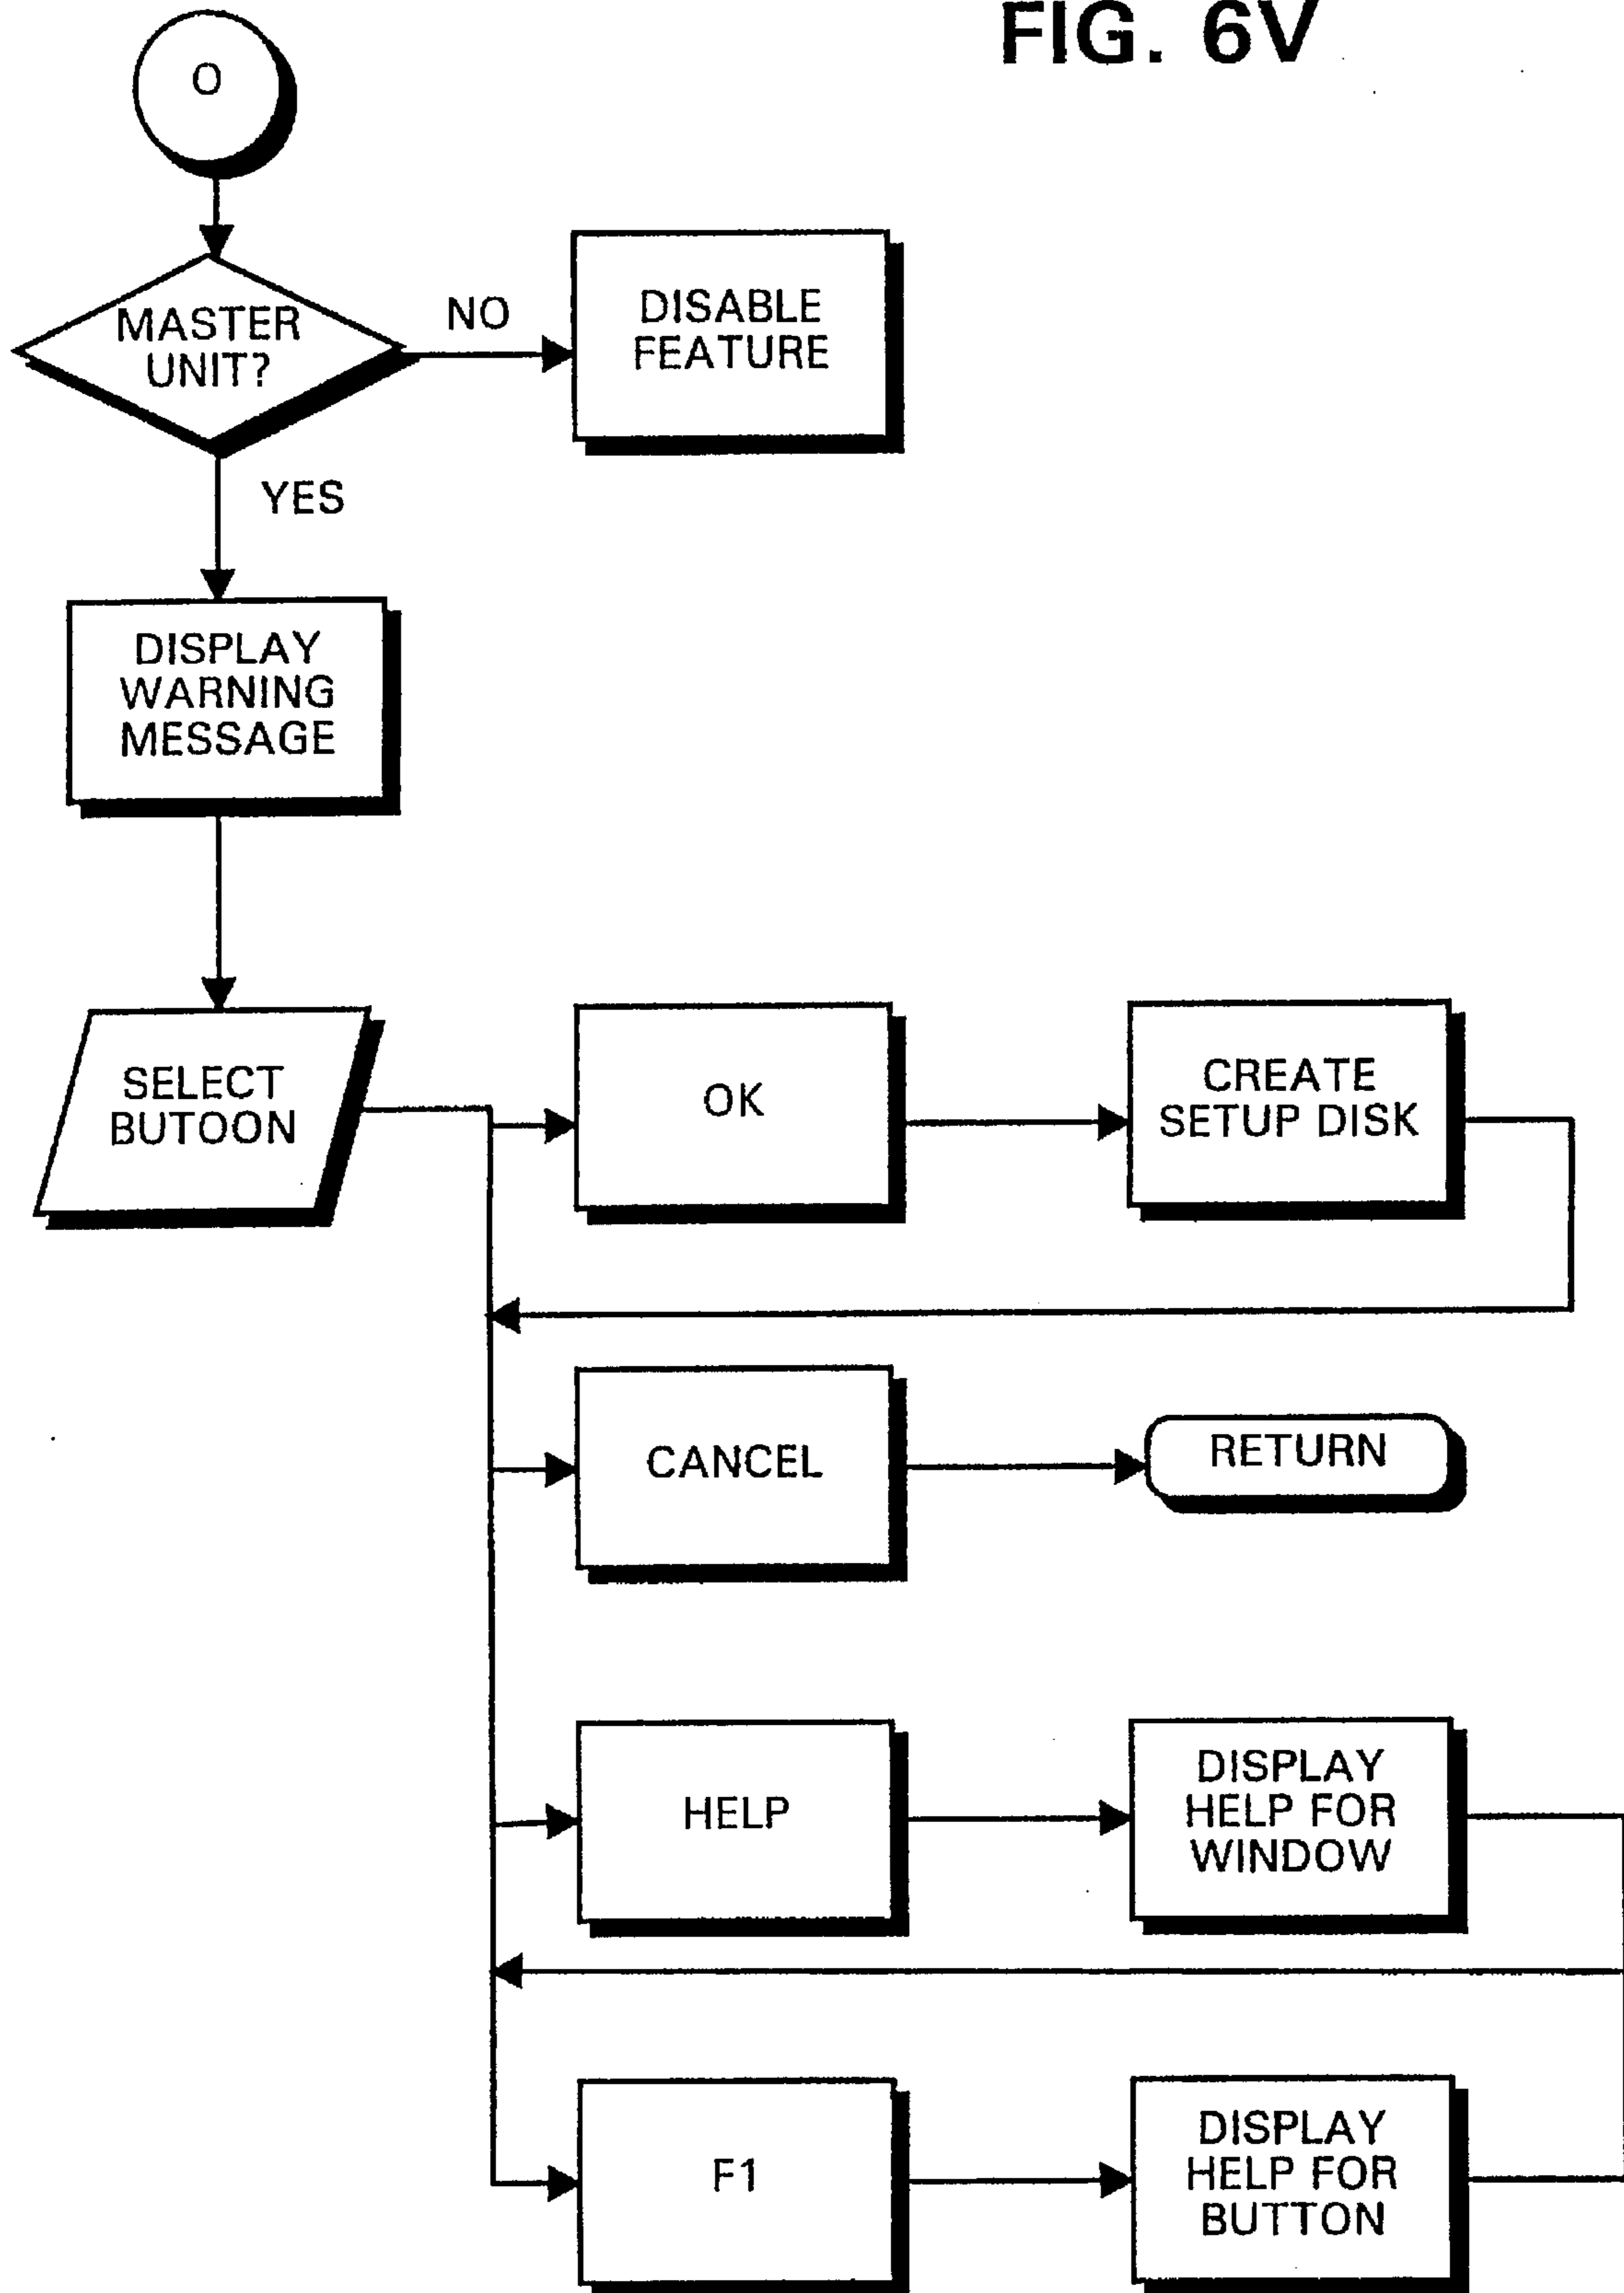 FIG. 6V
O
MASTER
UNIT?
NO
DISABLE
FEATURE
YES
DISPLAY
WARNING
MESSAGE
SELECT
BUTOON
OK
CREATE
SETUP DISK
CANCEL
RETURN
HELP
DISPLAY
HELP FOR
WINDOW
F1
DISPLAY
HELP FOR
BUTTON